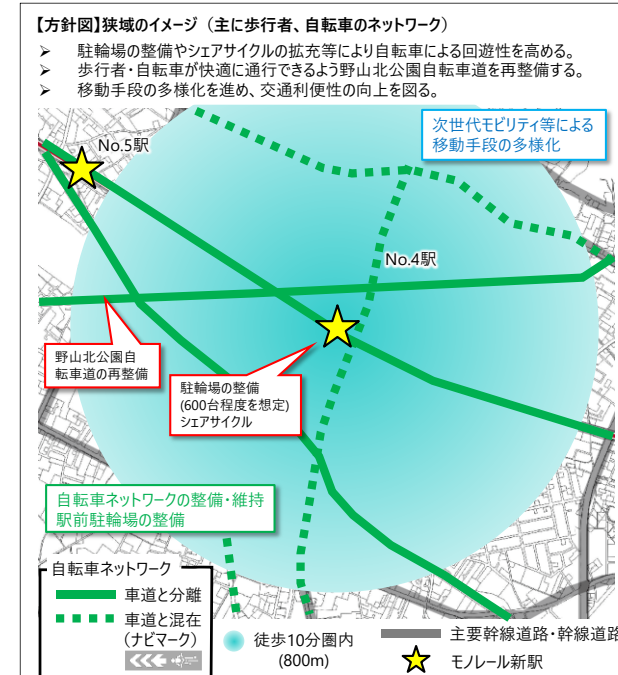 【方針図】狭域のイメージ（主に歩行者、自転車のネットワーク）
➢ 駐輪場の整備やシェアサイクルの拡充等により自転車による回遊性を高める。
➢ 歩行者・自転車が快適に通行できるよう野山北公園自転車道を再整備する。
➢ 移動手段の多様化を進め、交通利便性の向上を図る。
次世代モビリティ等による
移動手段の多様化
No.5駅
No.4駅
野山北公園自
転車道の再整備
駐輪場の整備
(600台程度を想定)
シェアサイクル
自転車ネットワークの整備・維持
駅前駐輪場の整備
自転車ネットワーク
車道と分離
車道と混在
(ナビマーク)
徒歩10分圏内
(800m)
主要幹線道路・幹線道路
モノレール新駅